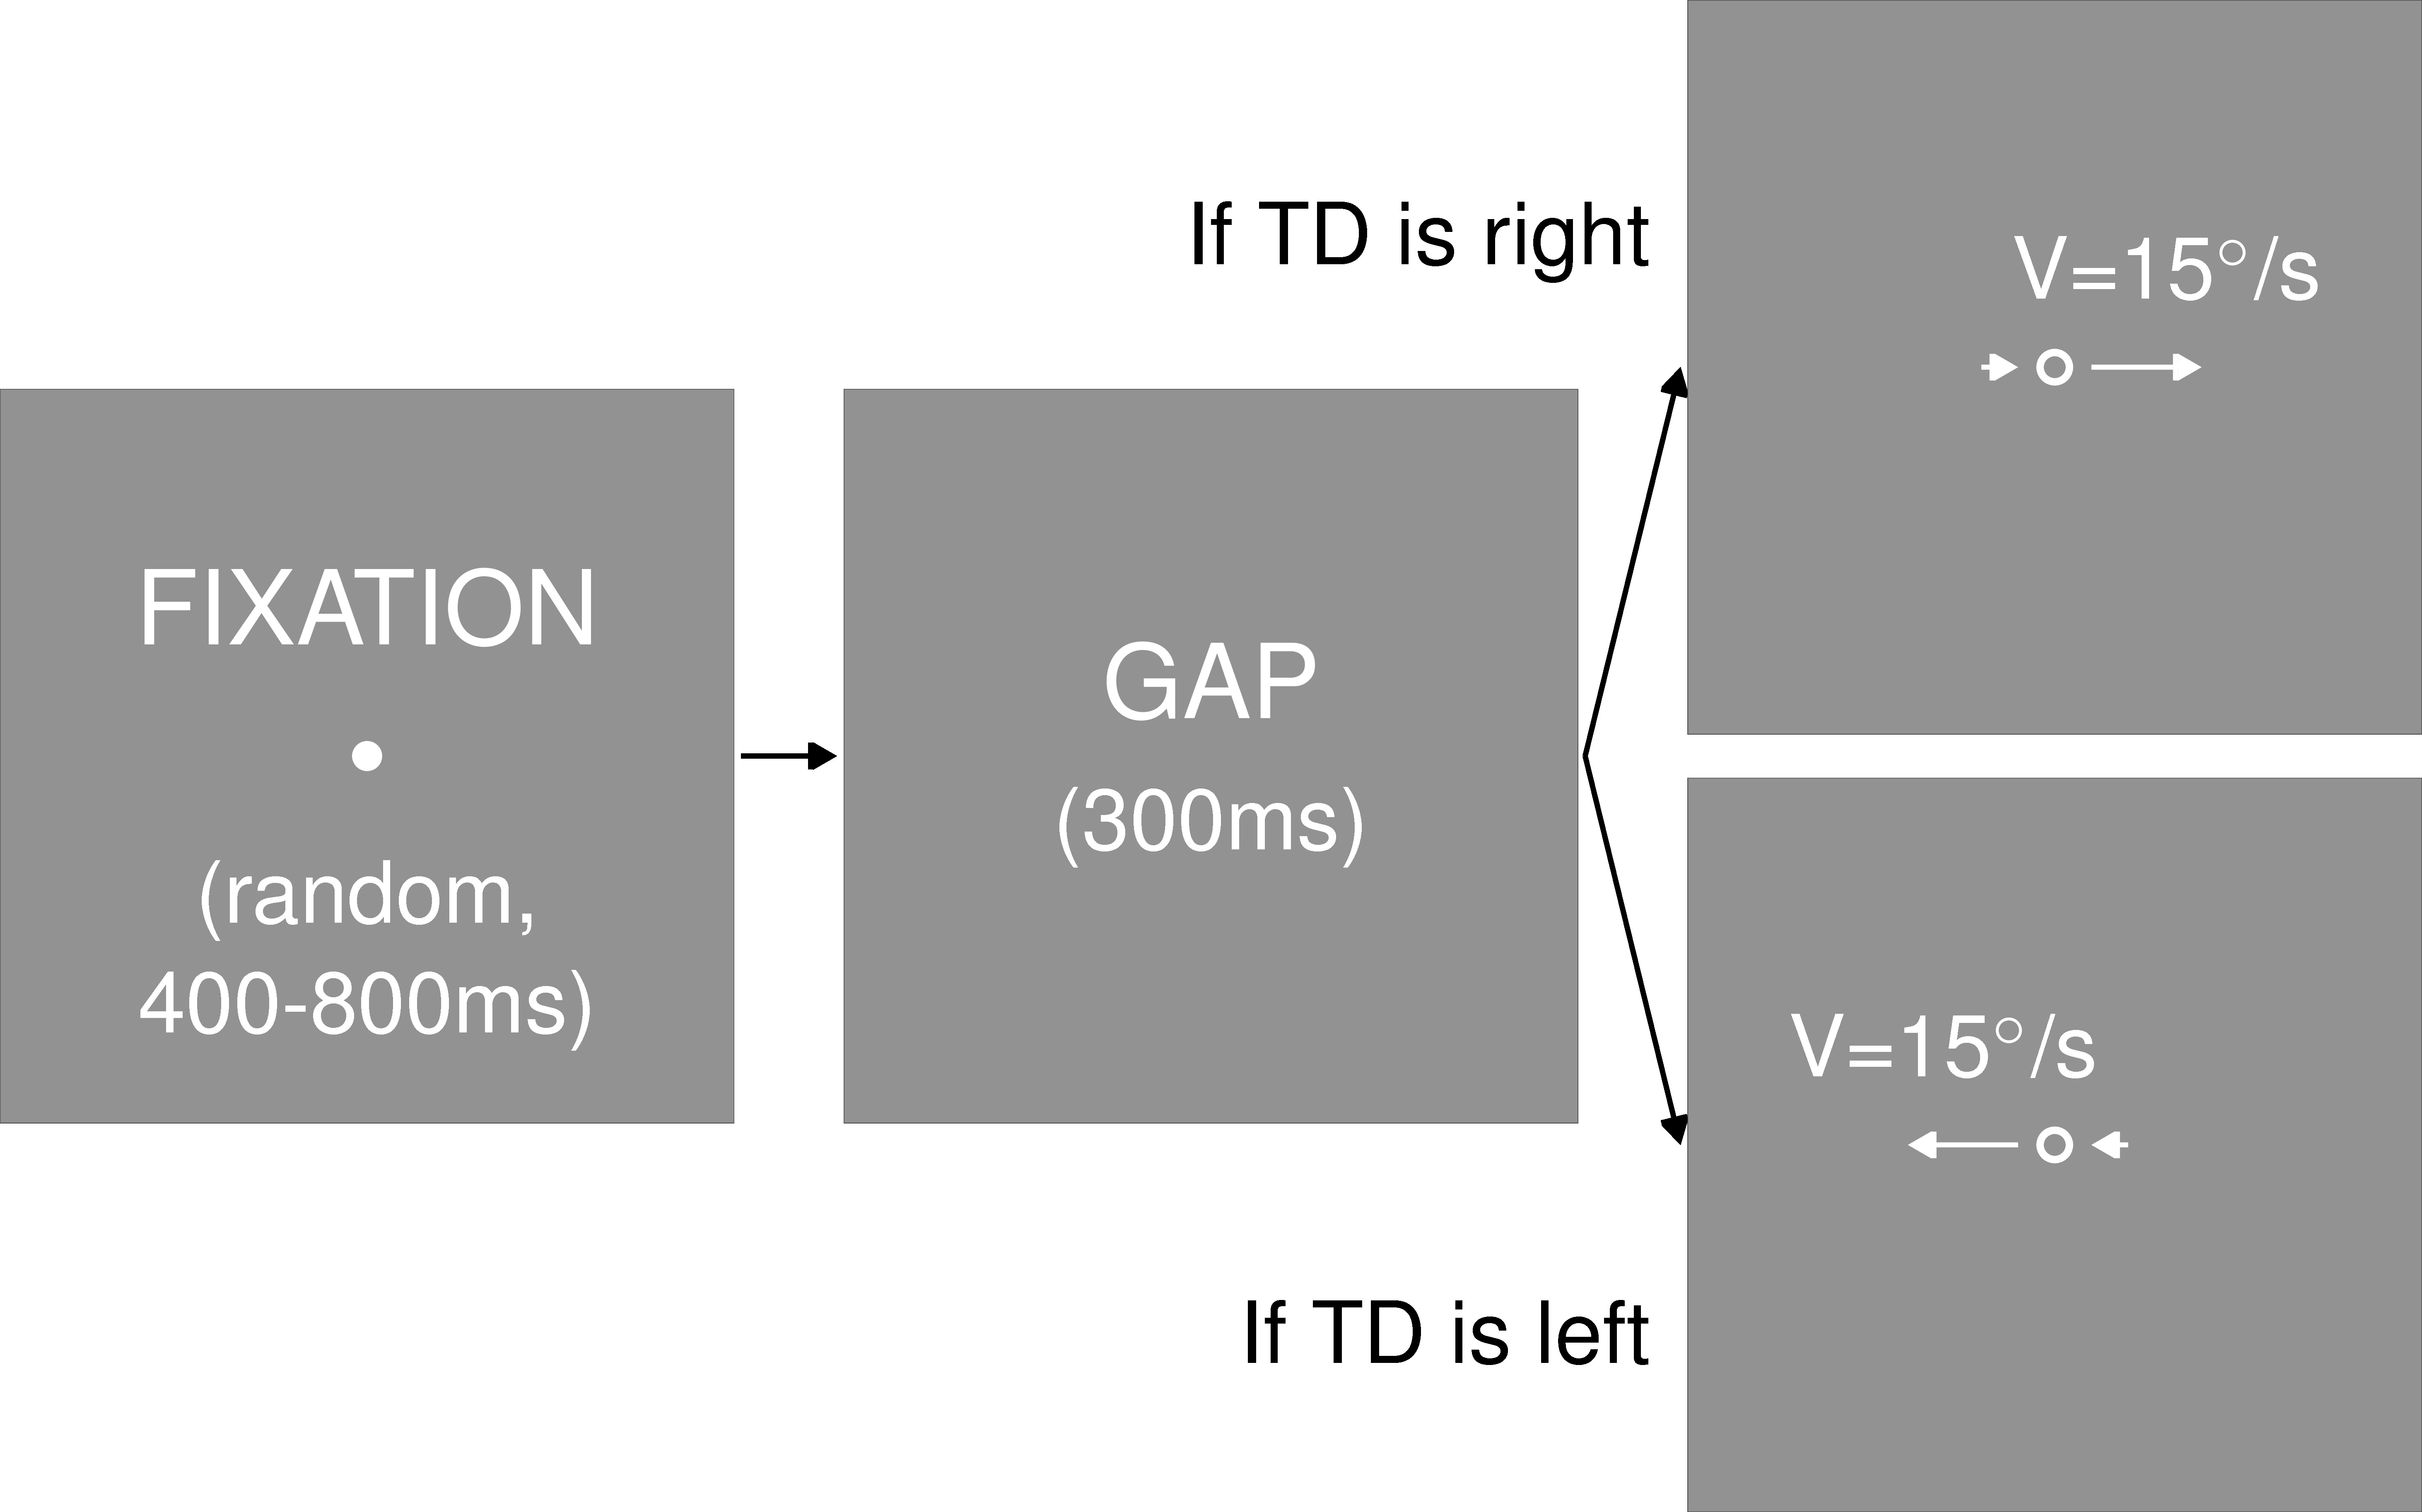 FIXATION
(random,
400-800ms)
GAP
(300ms)
If TD is right
V=15°/s
V=15°/s
If TD is left